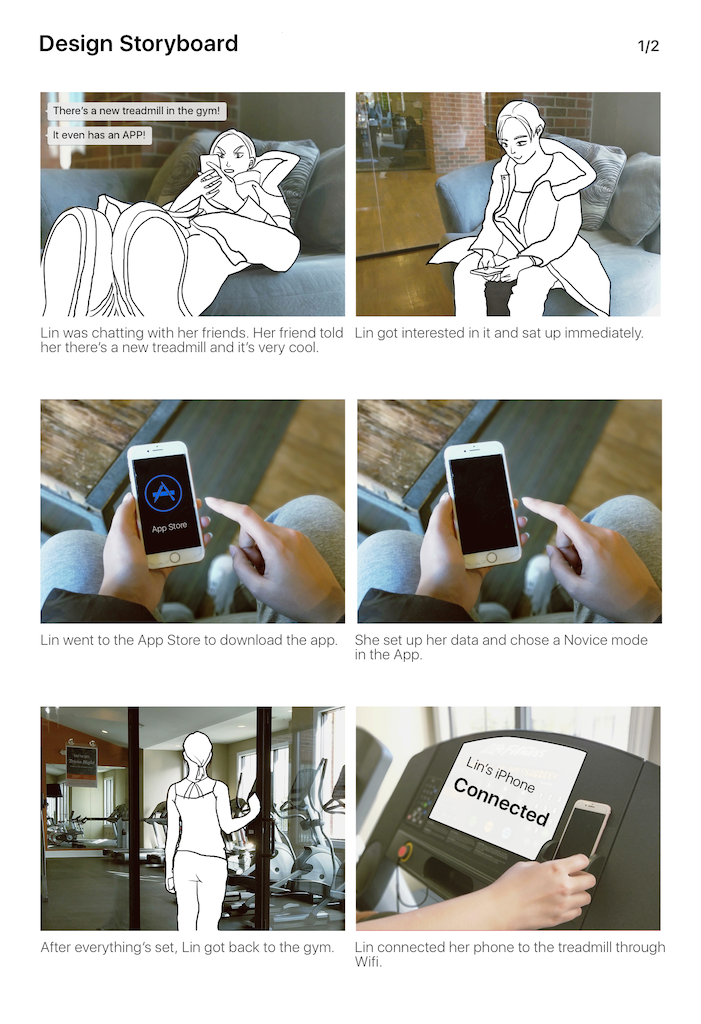 Design Storyboard
1/2
There's a new treadmill in the gym!
It even has an APP!
Lin was chatting with her friends. Her friend told
her there's a new treadmill and it's very cool.
Lin got interested in it and sat up immediately.
App Store
Lin went to the App Store to download the app.
She set up her data and chose a Novice mode
in the App.
After everything's set, Lin got back to the gym.
Lin's iPhone
Connected
Lin connected her phone to the treadmill through
Wifi.